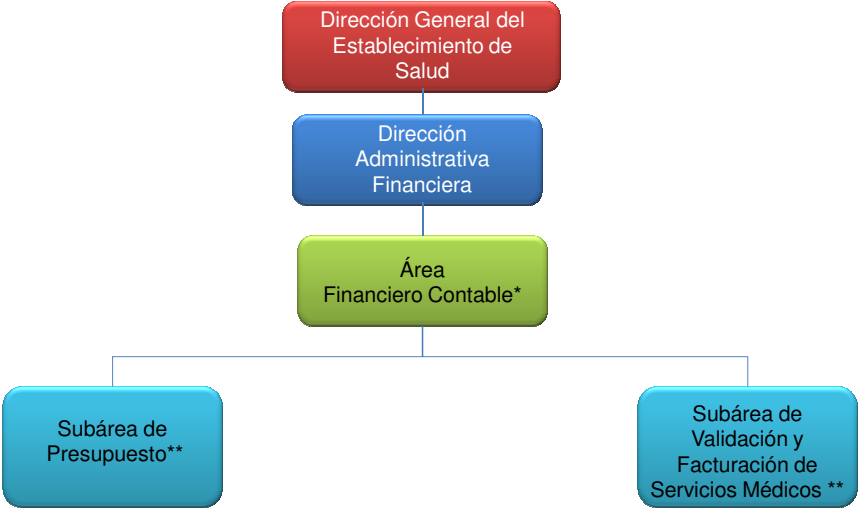 Dirección General del
Establecimiento de
Salud
Dirección
Administrativa
Financiera
Área
Financiero Contable*
Subárea de
Presupuesto**
Subárea de
Validación y
Facturación de
Servicios Médicos **